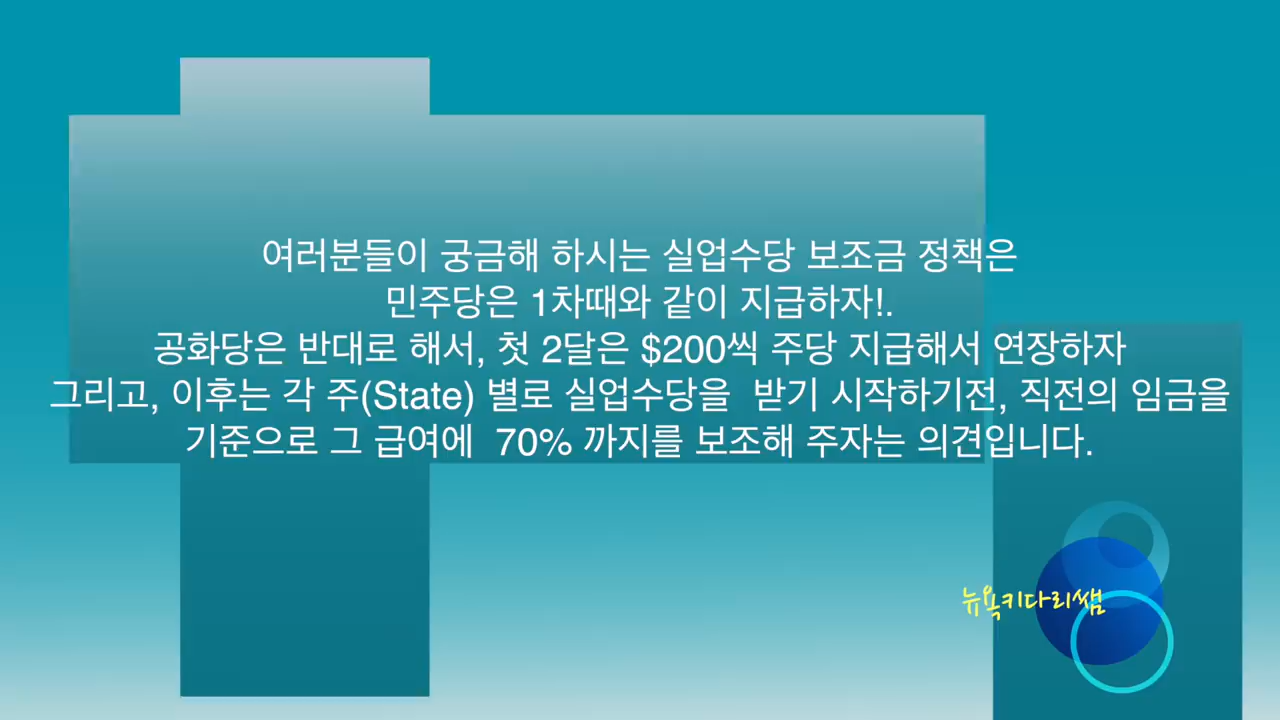 여러분들이 궁금해 하시는 실업수당 보조금 정책은
민주당은 1차때와 같이 지급하자!.
공화당은 반대로 해서, 첫 2달은 $200씩 주당 지급해서 연장하자
그리고, 이후는 각 주(State) 별로 실업수당을  받기 시작하기전, 직전의 임금을
기준으로 그 급여에  70% 까지를 보조해 주자는 의견입니다.
뉴욕키다리쌤